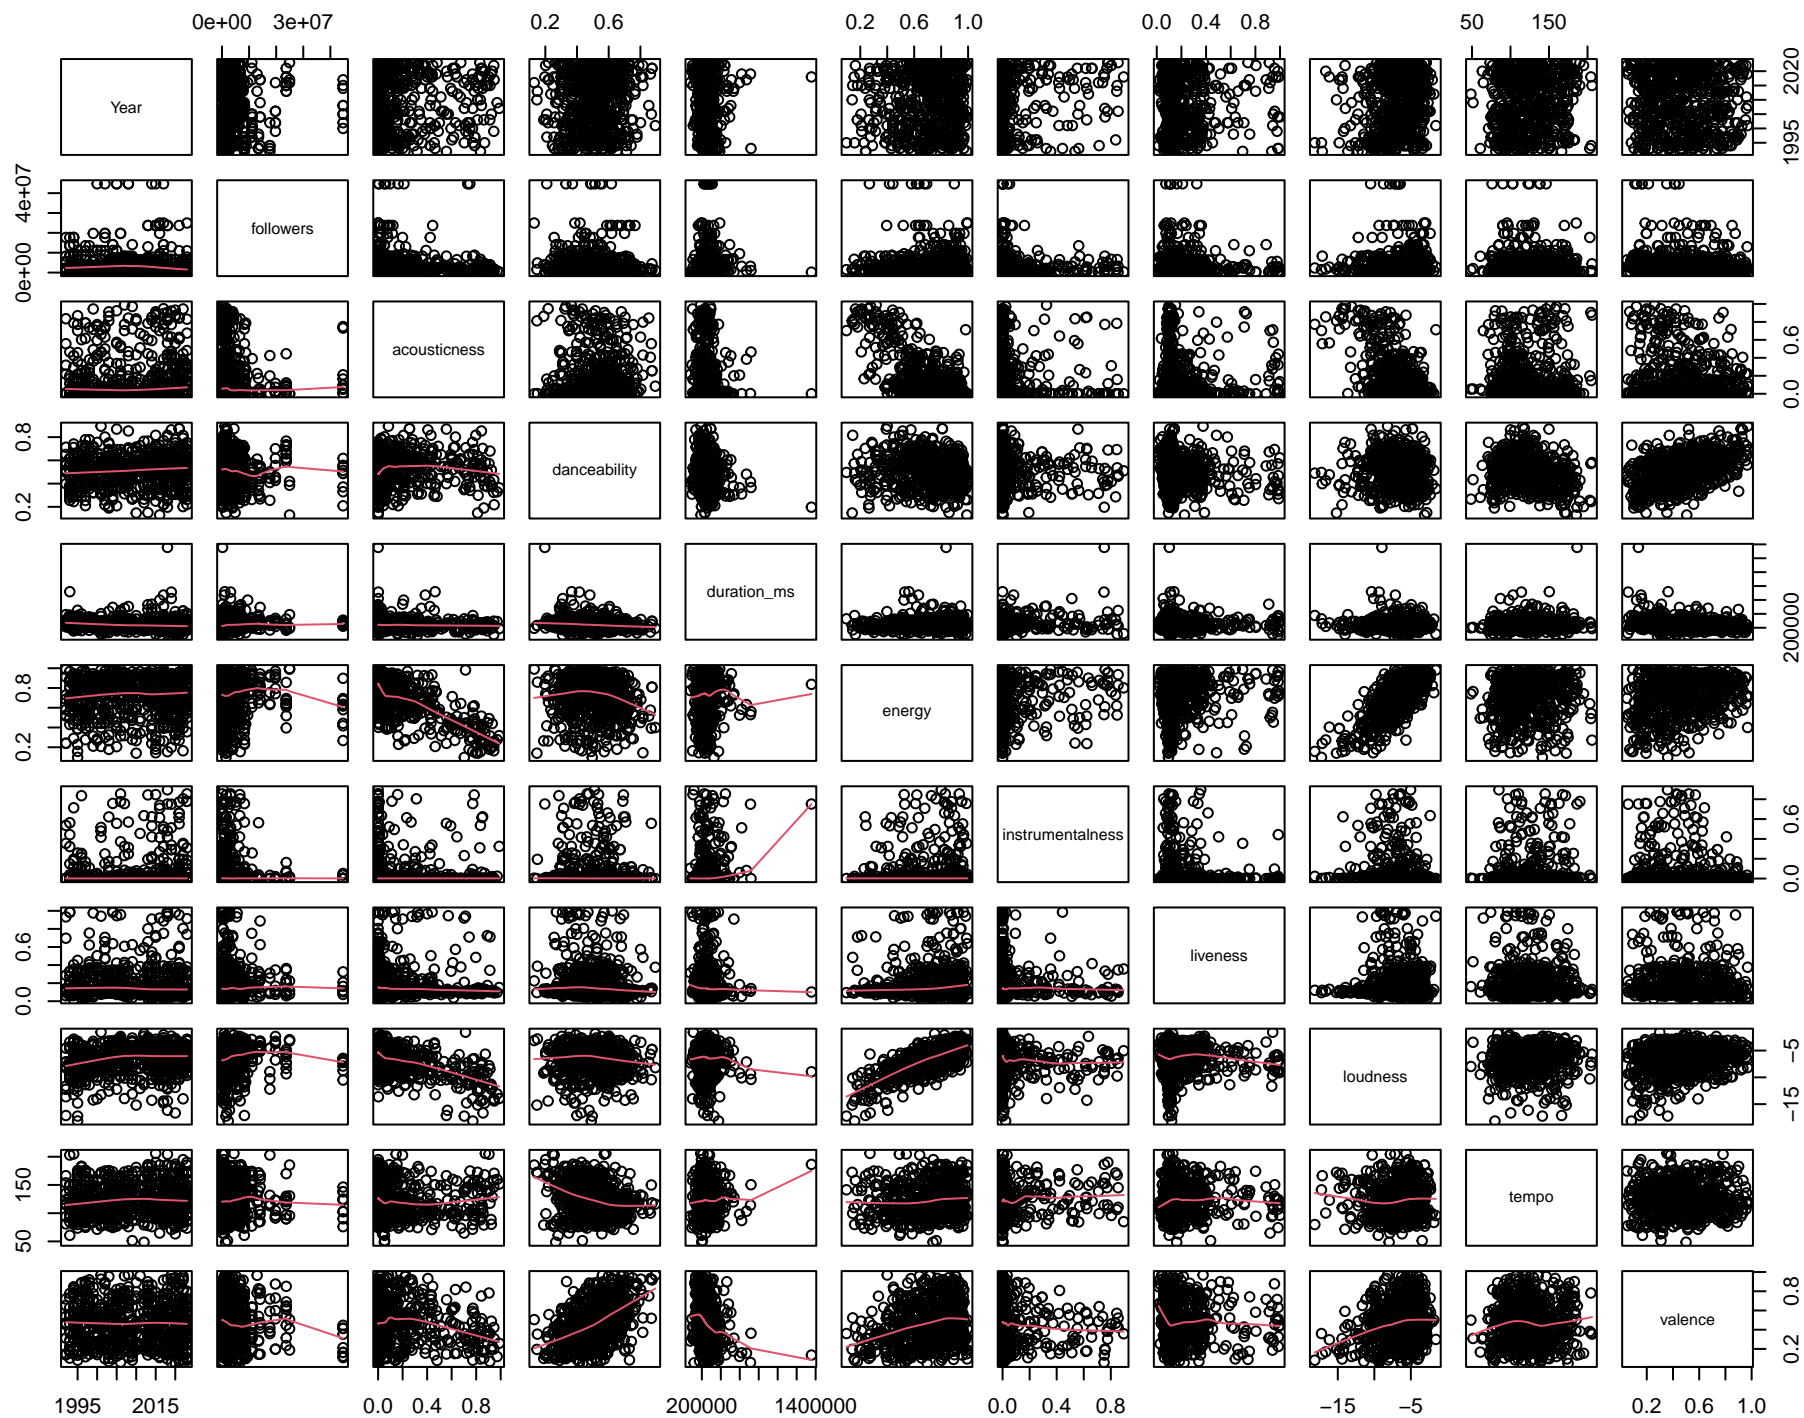 0e+00 3e+07 0.2 0.6 0.2 0.6 1.0 0.0 0.4 0.8 50 150
Year 1995 2020
0e+00 4e+07 followers
acousticness 0.0 0.6
0.2 0.8 danceability
duration_ms 200000
0.2 0.8 energy
instrumentalness 0.0 0.6
0.0 0.6 liveness
loudness -15 -5
50 150 tempo
valence 0.2 0.8
1995 2015 0.0 0.4 0.8 200000 1400000 0.0 0.4 0.8 -15 -5 0.2 0.6 1.0